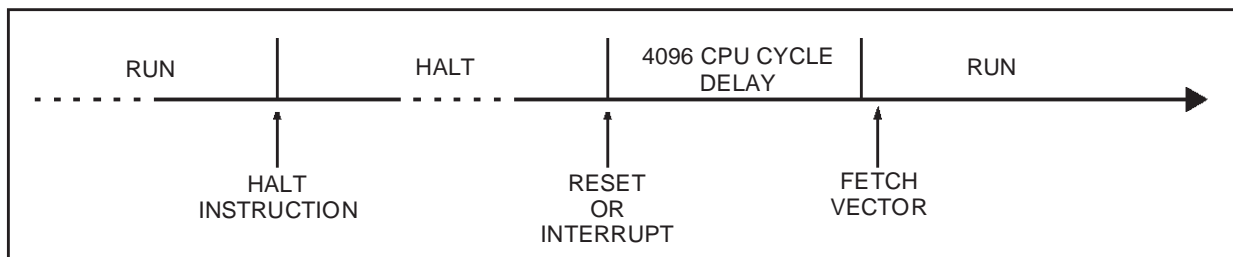 RUN
HALT
4096 CPU CYCLE
DELAY
RUN
HALT
INSTRUCTION
RESET
OR
INTERRUPT
FETCH
VECTOR